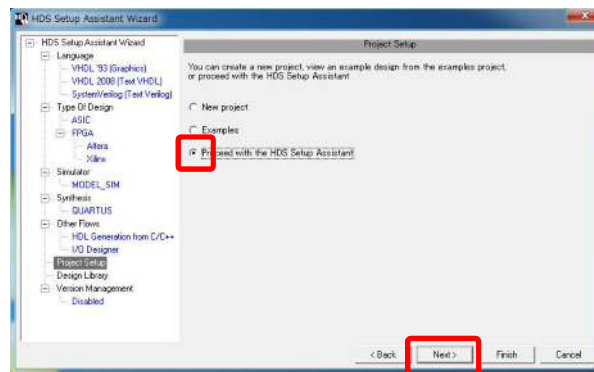 HDS Setup Assistant Wizard
HDS Setup Assistant Wizard
Language
VHDL '93 (Graphics)
VHDL 2008 (Text VHDL)
SystemVerilog (Text Verilog)
Type Of Design
ASIC
FPGA
Altera
Xilinx
Simulator
MODEL_SIM
Synthesis
QUARTUS
Other Flows
HDL Generation from C/C++
I/O Designer
Project Setup
Design Library
Version Management
Disabled
Project Setup
You can create a new project, view an example design from the examples project,
or proceed with the HDS Setup Assistant
New project
Examples
Proceed with the HDS Setup Assistant
< Back Next > Finish Cancel